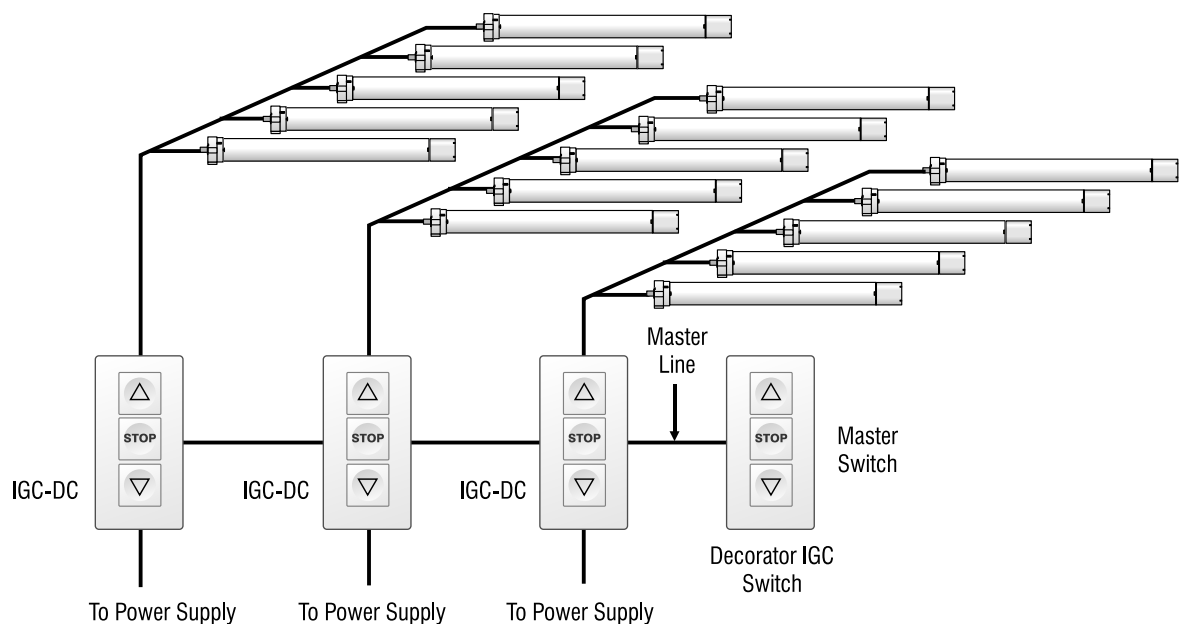 Master
Line
STOP
STOP
STOP
STOP
Master
Switch
IGC-DC
IGC-DC
IGC-DC
Decorator IGC
Switch
To Power Supply
To Power Supply
To Power Supply